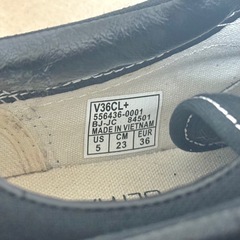 V36CL+
556436-0001
BJ-JC 84501
MADE IN VIETNAM
US CM EUR
5 23 36